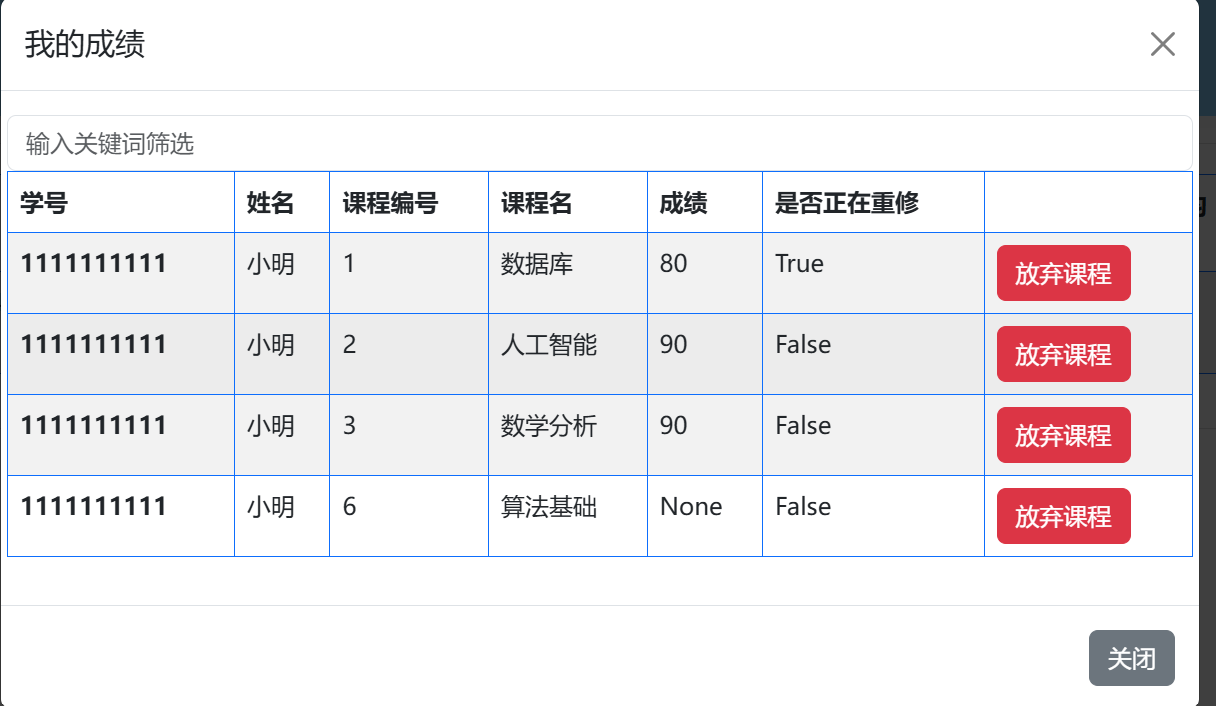 我的成绩
输入关键词筛选
学号 姓名 课程编号 课程名 成绩 是否正在重修
1111111111 小明 1 数据库 80 True 放弃课程
1111111111 小明 2 人工智能 90 False 放弃课程
1111111111 小明 3 数学分析 90 False 放弃课程
1111111111 小明 6 算法基础 None False 放弃课程
关闭